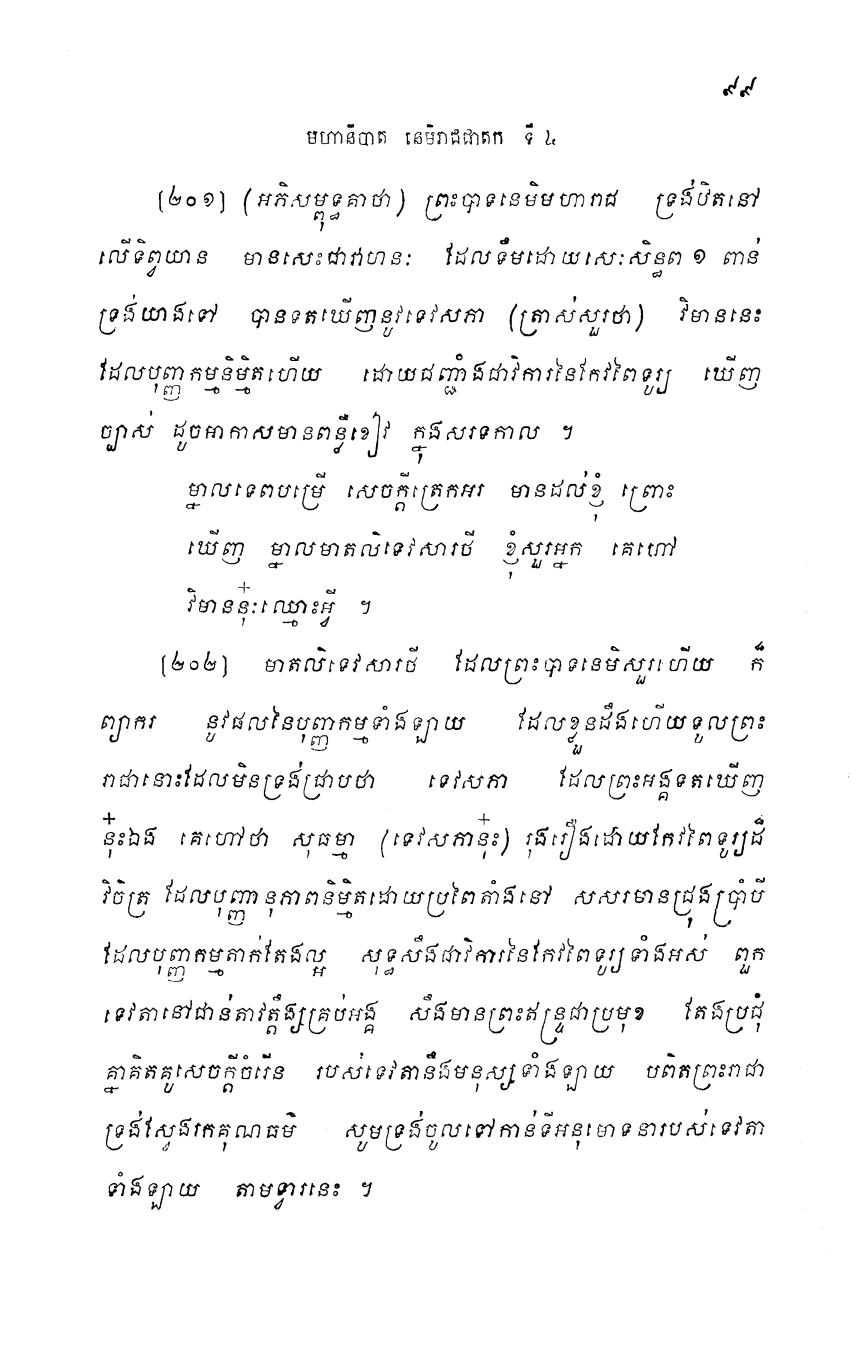 ៩៩
មហានីបាត នេមិរាជជាតក ទី ៤
[២០១] (អភិសម្ពុទ្ធគាថា) ព្រះបាទនេមិមហារាជ ទ្រង់ឋិតនៅ
លើទិព្វយាន មានសេះជាវាហនៈ ដែលទឹមដោយសេៈសិន្ធព ១ ពាន់
ទ្រង់យាងទៅ បានទតឃើញនូវទេវសភា (ត្រាស់សួរថា) វិមាននេះ
ដែលបុញ្ញកម្មនិម្មិតហើយ ដោយជញ្ជាំងជាវិការនៃកែវពៃទូរ្យ ឃើញ
ច្បាស់ ដូចអាកាសមានពន្លឺខៀវ ក្នុងសរទកាល ។
ម្នាលទេពបម្រើ សេចក្តីត្រេកអរ មានដល់ខ្ញុំ ព្រោះ
ឃើញ ម្នាលមាតលិទេវសារថី ខ្ញុំសួរអ្នក គេហៅ
វិមាននុ៎ៈឈ្មោះអ្វី ។
[២០២] មាតលិទេវសារថី ដែលព្រះបាទនេមិសួរហើយ ក៏
ព្យាករ នូវផលនៃបុញ្ញកម្មទាំងឡាយ ដែលខ្លួនដឹងហើយទូលព្រះ
រាជានោះដែលមិនទ្រង់ជ្រាបថា ទេវសភា ដែលព្រះអង្គទតឃើញ
នុ៎ះឯង គេហៅថា សុធម្មា (ទេវសភានុ៎ះ) រុងរឿងដោយកែវពៃទូរ្យដ៏
វិចិត្រ ដែលបុញ្ញានុភាពនិម្មិតដោយប្រពៃតាំងនៅ សសរមានជ្រុងប្រាំបី
ដែលបុញ្ញកម្មតាក់តែងល្អ សុទ្ធសឹងជាវិការនៃកែវពៃទូរ្យទាំងអស់ ពួក
ទេវតានៅជាន់តាវត្តឹង្សគ្រប់អង្គ សឹងមានព្រះឥន្ទ្រជាប្រមុខ តែងប្រជុំ
គ្នាគិតគូសេចក្តីចំរើន របស់ទេវតានឹងមនុស្សទាំងឡាយ បពិតព្រះរាជា
ទ្រង់ស្វែងរកគុណធម៌ សូមទ្រង់ចូលទៅកាន់ទីអនុមោទនារបស់ទេវតា
ទាំងឡាយ តាមទ្វារនេះ ។